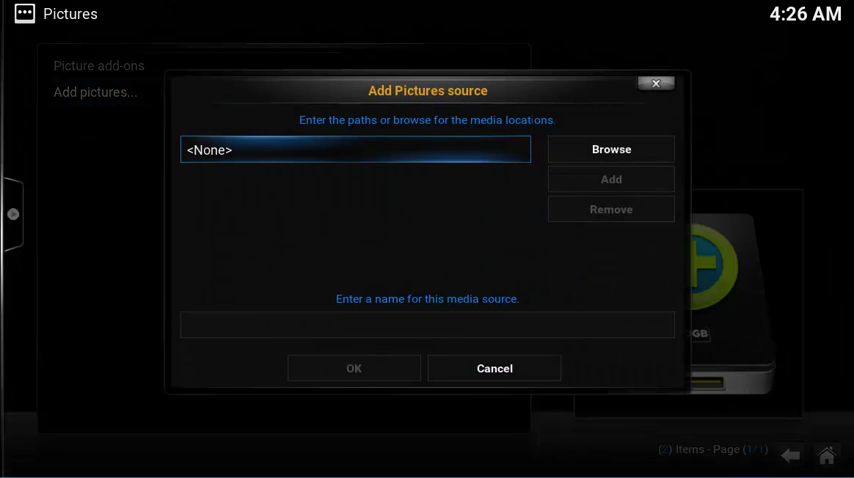 Pictures
4:26 AM
Picture add-ons
Add pictures...
Add Pictures source
Enter the paths or browse for the media locations.
<None>
Browse
Add
Remove
Enter a name for this media source.
GB
OK
Cancel
(2) Items - Page (1/1)